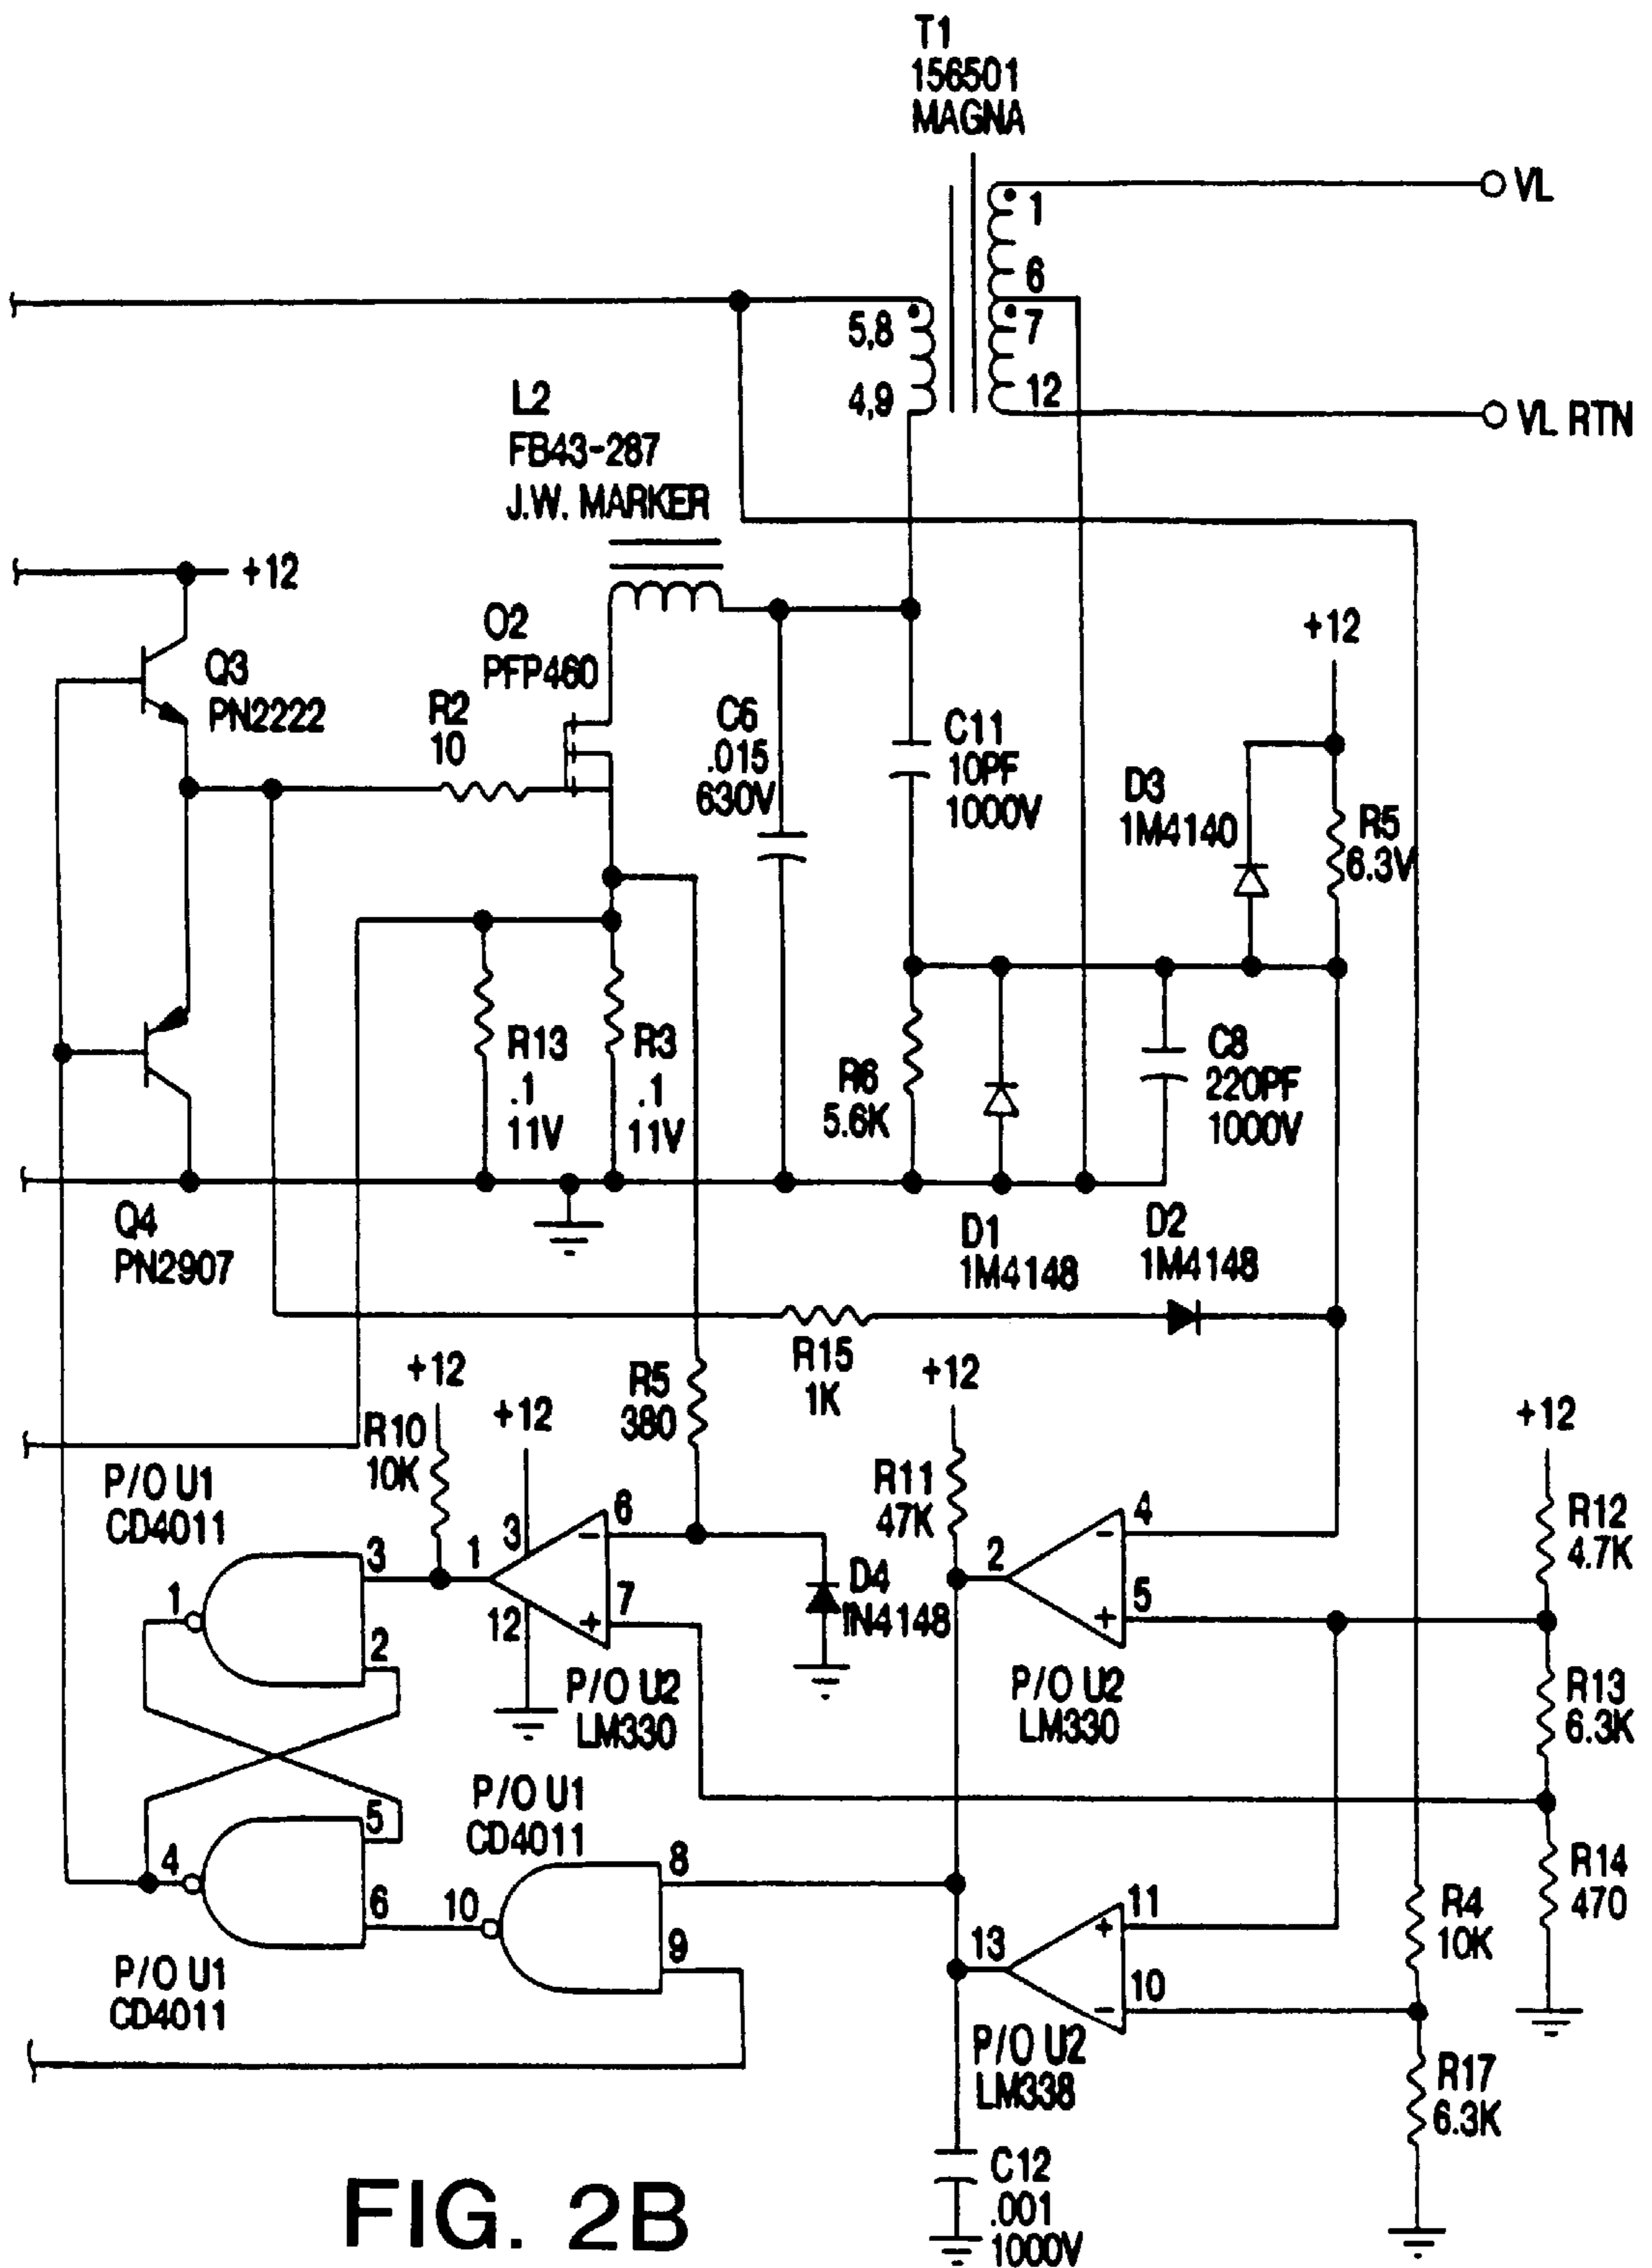 T1
156501
MAGNA
VL
1
6
5,8
7
4,9
12
VL RTN
L2
FB43-287
J.W. MARKER
+12
O2
PFP460
+12
Q3
PN2222
R2
10
C6
.015
630V
C11
10PF
1000V
D3
1M4140
R5
6.3V
R13
.1
11V
R3
.1
11V
R6
5.6K
C8
220PF
1000V
Q4
PN2907
D1
1M4148
D2
1M4148
R15
1K
+12
+12
R5
380
+12
+12
R10
10K
P/O U1
CD4011
R11
47K
R12
4.7K
3
1
3
6
2
4
1
12
7
D4
1N4148
5
2
P/O U2
LM330
P/O U2
LM330
R13
6.3K
P/O U1
CD4011
5
4
8
6
10
11
R4
10K
R14
470
9
13
10
P/O U1
CD4011
P/O U2
LM338
R17
6.3K
C12
.001
1000V
FIG. 2B